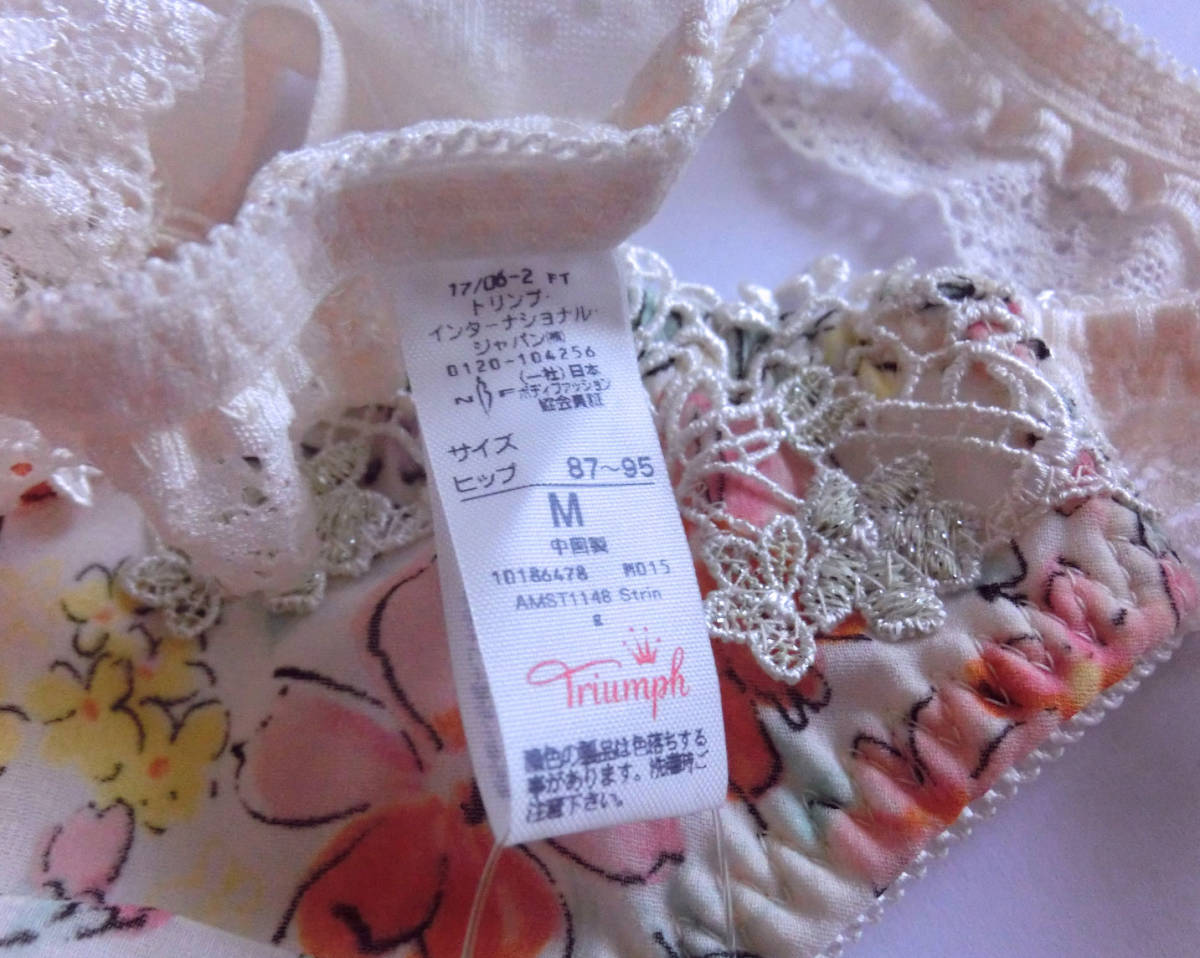 17/06-2 FT
トリンプ・
インターナショナル・
ジャパン㈱
0120-104256
(一社)日本
N F ボディファッション
協会員証
サイズ
ヒップ 87～95
M
中国製
10186478 M015
AMST1148 Strin
g
Triumph
濃色の製品は色落ちする
事があります。洗濯時ご
注意下さい。